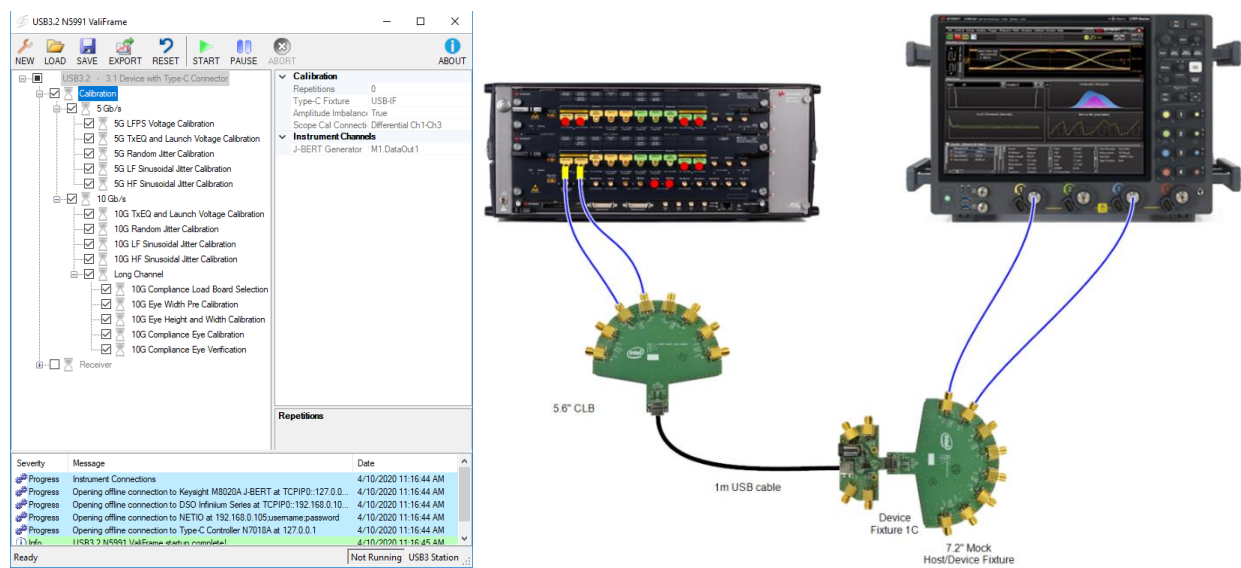 USB3.2 N5991 ValiFrame
NEW LOAD SAVE EXPORT RESET START PAUSE ABORT ABOUT
USB3.2 - 3.1 Device with Type-C Connector
Calibration
5 Gb/s
5G LFPS Voltage Calibration
5G TxEQ and Launch Voltage Calibration
5G Random Jitter Calibration
5G LF Sinusoidal Jitter Calibration
5G HF Sinusoidal Jitter Calibration
10 Gb/s
10G TxEQ and Launch Voltage Calibration
10G Random Jitter Calibration
10G LF Sinusoidal Jitter Calibration
10G HF Sinusoidal Jitter Calibration
Long Channel
10G Compliance Load Board Selection
10G Eye Width Pre Calibration
10G Eye Height and Width Calibration
10G Compliance Eye Calibration
10G Compliance Eye Verification
Receiver
Calibration
Repetitions 0
Type-C Fixture USB-IF
Amplitude Imbalanc True
Scope Cal Connecti Differential Ch1-Ch3
Instrument Channels
J-BERT Generator M1.DataOut1
Repetitions
Severity Message Date
Progress Instrument Connections 4/10/2020 11:16:44 AM
Progress Opening offline connection to Keysight M8020A J-BERT at TCPIP0::127.0.0... 4/10/2020 11:16:44 AM
Progress Opening offline connection to DSO Infiniium Series at TCPIP0::192.168.0.10... 4/10/2020 11:16:44 AM
Progress Opening offline connection to NETIO at 192.168.0.105;username;password 4/10/2020 11:16:44 AM
Progress Opening offline connection to Type-C Controller N7018A at 127.0.0.1 4/10/2020 11:16:44 AM
Info USB3.2 N5991 ValiFrame startup complete! 4/10/2020 11:16:45 AM
Ready Not Running USB3 Station
intel
5.6" CLB
1m USB cable
Device
Fixture 1C
intel
7.2" Mock
Host/Device Fixture